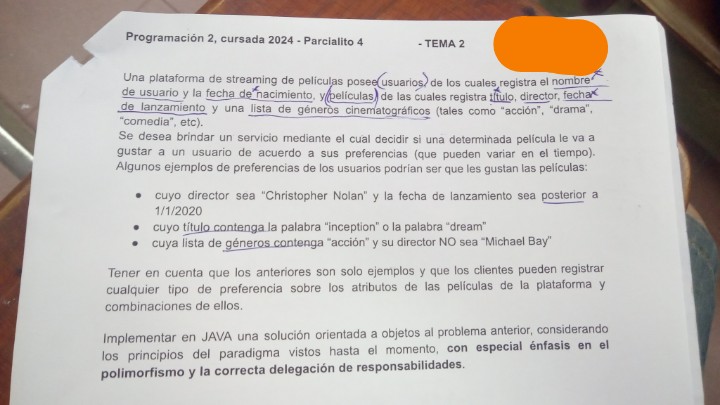 Programación 2, cursada 2024 - Parcialito 4 - TEMA 2
Una plataforma de streaming de películas posee usuarios, de los cuales registra el nombre
de usuario y la fecha de nacimiento, y películas, de las cuales registra título, director, fecha
de lanzamiento y una lista de géneros cinematográficos (tales como “acción”, “drama”,
“comedia”, etc).
Se desea brindar un servicio mediante el cual decidir si una determinada película le va a
gustar a un usuario de acuerdo a sus preferencias (que pueden variar en el tiempo).
Algunos ejemplos de preferencias de los usuarios podrían ser que les gustan las películas:
• cuyo director sea “Christopher Nolan” y la fecha de lanzamiento sea posterior a
1/1/2020
• cuyo título contenga la palabra “inception” o la palabra “dream”
• cuya lista de géneros contenga “acción” y su director NO sea “Michael Bay”
Tener en cuenta que los anteriores son solo ejemplos y que los clientes pueden registrar
cualquier tipo de preferencia sobre los atributos de las películas de la plataforma y
combinaciones de ellos.
Implementar en JAVA una solución orientada a objetos al problema anterior, considerando
los principios del paradigma vistos hasta el momento, con especial énfasis en el
polimorfismo y la correcta delegación de responsabilidades.